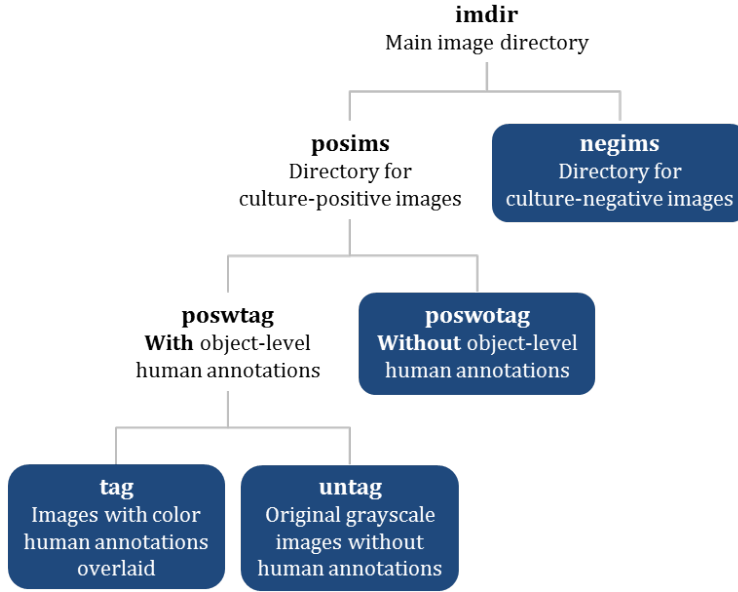 imdir
Main image directory
posims
Directory for
culture-positive images
negims
Directory for
culture-negative images
poswtag
With object-level
human annotations
poswotag
Without object-level
human annotations
tag
Images with color
human annotations
overlaid
untag
Original grayscale
images without
human annotations